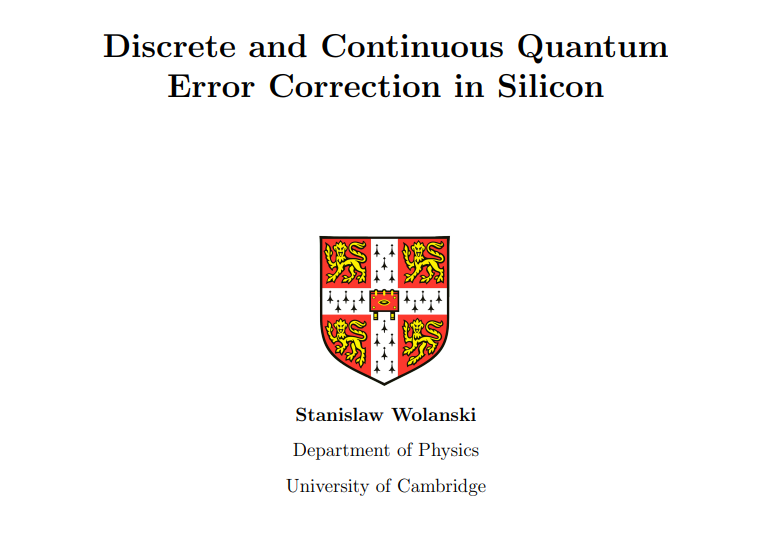 Discrete and Continuous Quantum
Error Correction in Silicon
Stanislaw Wolanski
Department of Physics
University of Cambridge